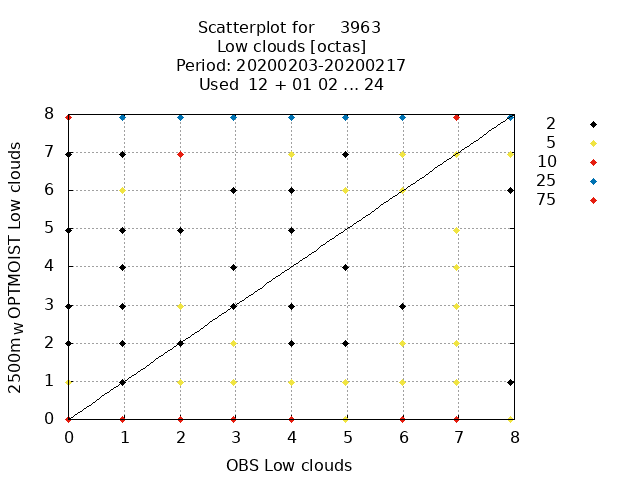 Scatterplot for 3963
Low clouds [octas]
Period: 20200203-20200217
Used 12 + 01 02 ... 24
2500m w OPTMOIST Low clouds
8
7
6
5
4
3
2
1
0
0 1 2 3 4 5 6 7 8
OBS Low clouds
2
5
10
25
75